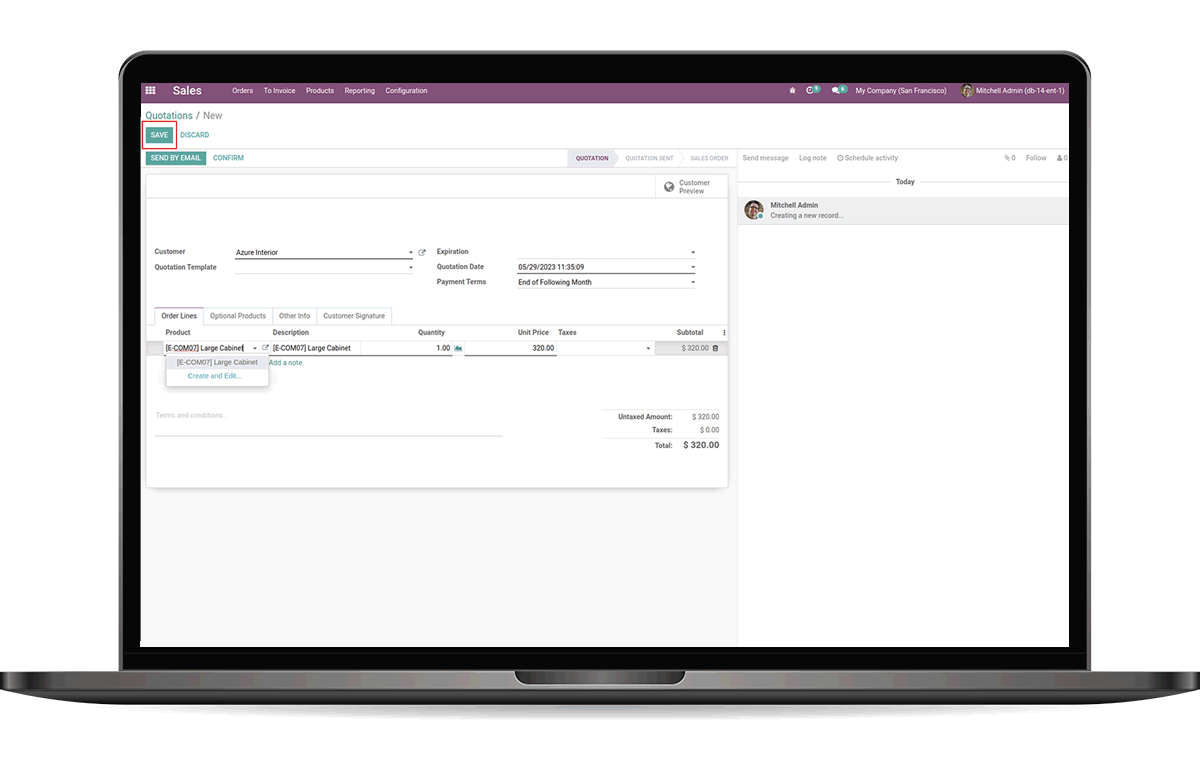 Sales Orders To Invoice Products Reporting Configuration 5 5 My Company (San Francisco) Mitchell Admin (db-14-ent-1)
Quotations / New
SAVE DISCARD
SEND BY EMAIL CONFIRM QUOTATION QUOTATION SENT SALES ORDER Send message Log note Schedule activity 0 Follow 0
Customer Preview
Today
Mitchell Admin
Creating a new record...
Customer Azure Interior Expiration
Quotation Template Quotation Date 05/29/2023 11:35:09
Payment Terms End of Following Month
Order Lines Optional Products Other Info Customer Signature
Product Description Quantity Unit Price Taxes Subtotal
[E-COM07] Large Cabinet [E-COM07] Large Cabinet 1.00 320.00 $ 320.00
[E-COM07] Large Cabinet Add a note
Create and Edit...
Terms and conditions... Untaxed Amount: $ 320.00
Taxes: $ 0.00
Total: $ 320.00